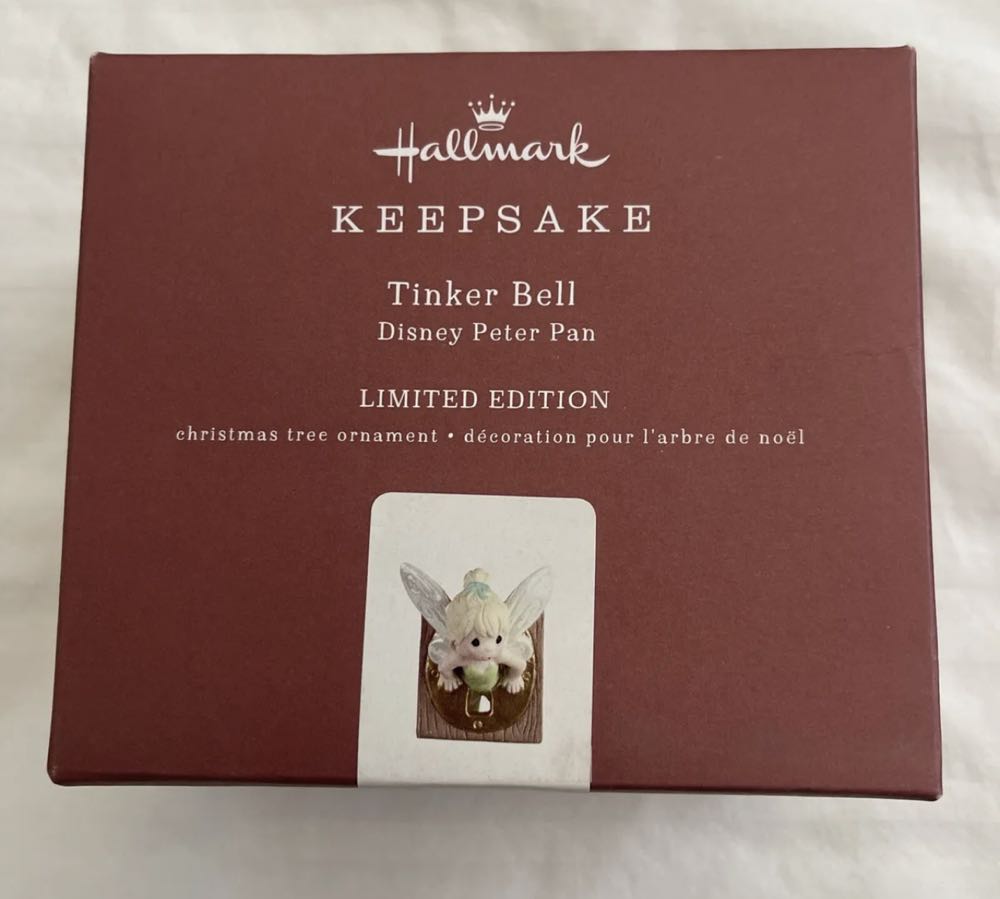 Hallmark
KEEPSAKE
Tinker Bell
Disney Peter Pan
LIMITED EDITION
christmas tree ornament • décoration pour l'arbre de noël